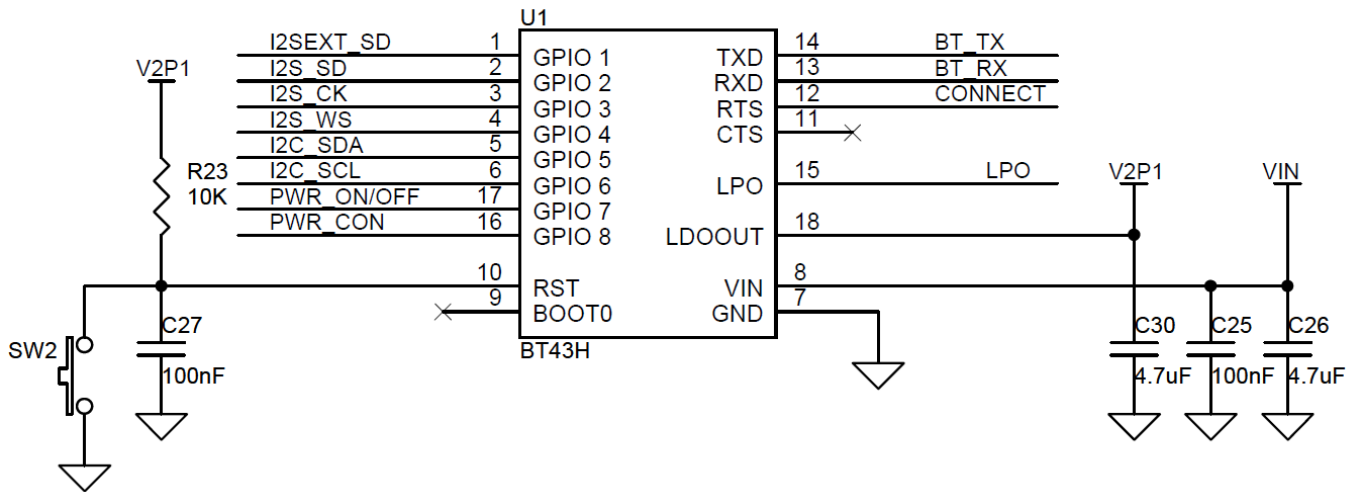 U1
I2SEXT_SD 1 GPIO 1 TXD 14 BT_TX
V2P1 I2S_SD 2 GPIO 2 RXD 13 BT_RX
I2S_CK 3 GPIO 3 RTS 12 CONNECT
I2S_WS 4 GPIO 4 CTS 11
I2C_SDA 5 GPIO 5
R23 I2C_SCL 6 GPIO 6 LPO 15 LPO V2P1 VIN
10K PWR_ON/OFF 17 GPIO 7
PWR_CON 16 GPIO 8 LDOOUT 18
10 RST VIN 8
9 BOOT0 GND 7
C27 C30 C25 C26
SW2 BT43H
100nF 4.7uF 100nF 4.7uF